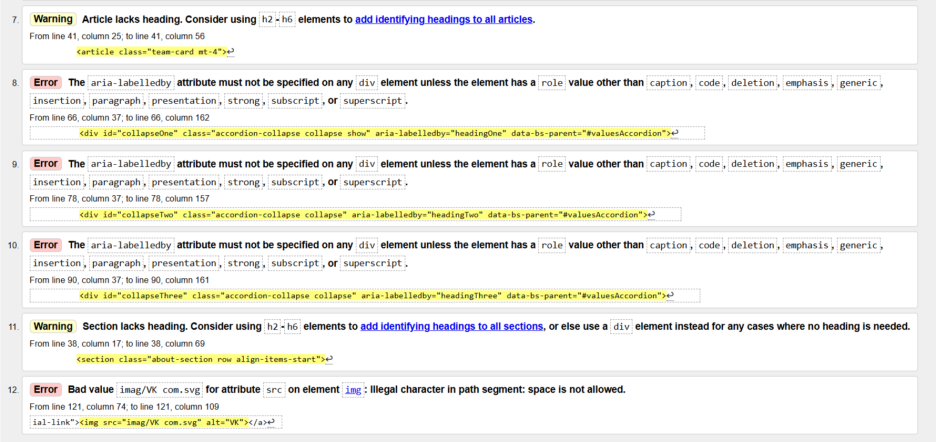 7. Warning Article lacks heading. Consider using h2-h6 elements to add identifying headings to all articles.
From line 41, column 25; to line 41, column 56
<article class="team-card mt-4">↩
8. Error The aria-labelledby attribute must not be specified on any div element unless the element has a role value other than caption, code, deletion, emphasis, generic,
insertion, paragraph, presentation, strong, subscript, or superscript.
From line 66, column 37; to line 66, column 162
<div id="collapseOne" class="accordion-collapse collapse show" aria-labelledby="headingOne" data-bs-parent="#valuesAccordion">↩
9. Error The aria-labelledby attribute must not be specified on any div element unless the element has a role value other than caption, code, deletion, emphasis, generic,
insertion, paragraph, presentation, strong, subscript, or superscript.
From line 78, column 37; to line 78, column 157
<div id="collapseTwo" class="accordion-collapse collapse" aria-labelledby="headingTwo" data-bs-parent="#valuesAccordion">↩
10. Error The aria-labelledby attribute must not be specified on any div element unless the element has a role value other than caption, code, deletion, emphasis, generic,
insertion, paragraph, presentation, strong, subscript, or superscript.
From line 90, column 37; to line 90, column 161
<div id="collapseThree" class="accordion-collapse collapse" aria-labelledby="headingThree" data-bs-parent="#valuesAccordion">↩
11. Warning Section lacks heading. Consider using h2-h6 elements to add identifying headings to all sections, or else use a div element instead for any cases where no heading is needed.
From line 38, column 17; to line 38, column 69
<section class="about-section row align-items-start">↩
12. Error Bad value imag/VK com.svg for attribute src on element img: Illegal character in path segment: space is not allowed.
From line 121, column 74; to line 121, column 109
ial-link"><img src="imag/VK com.svg" alt="VK"></a>↩